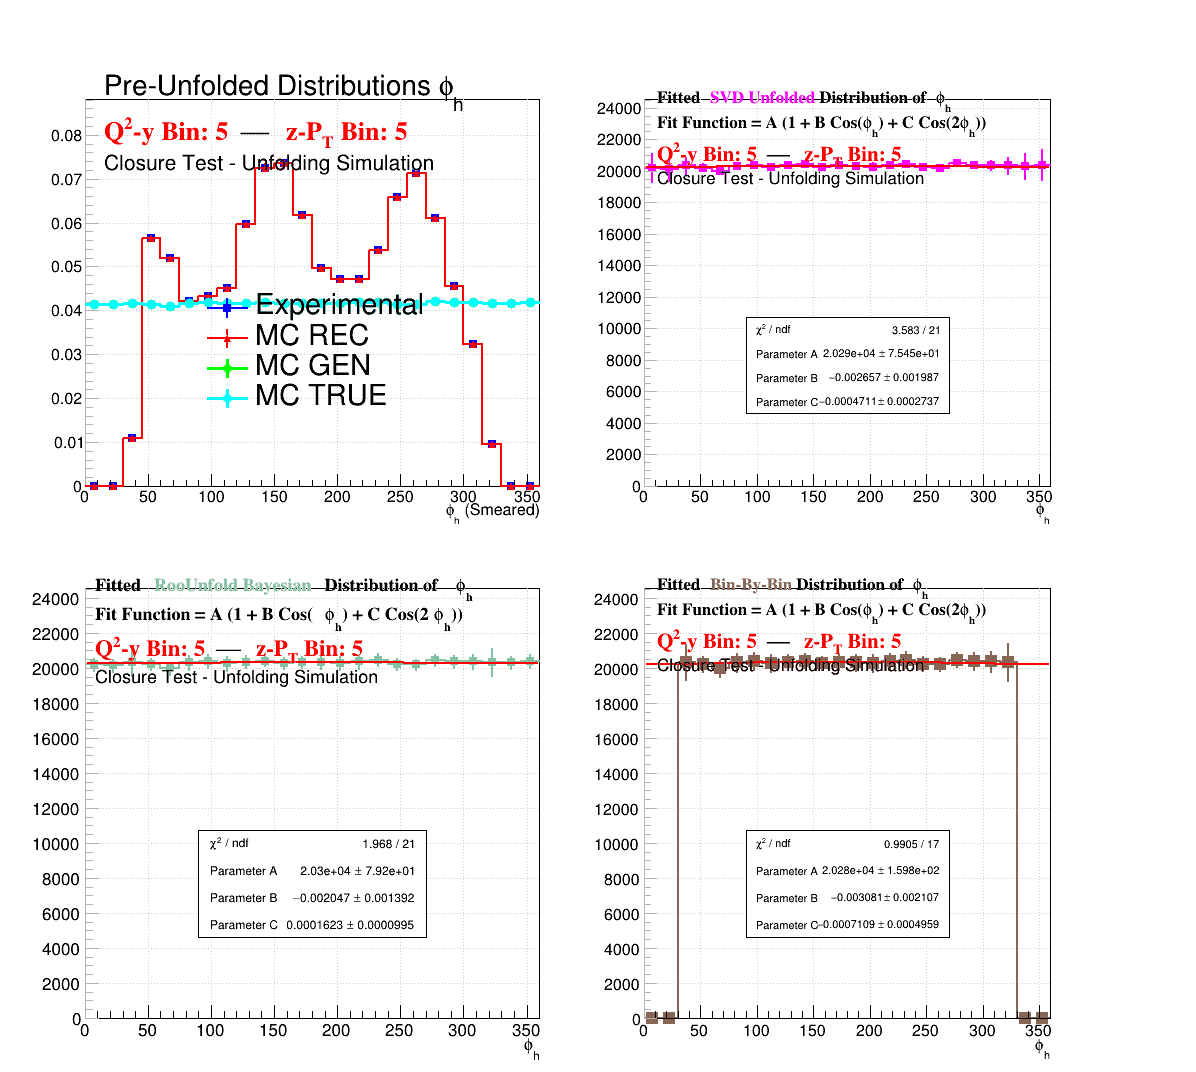 Pre-Unfolded Distributions ϕh
Q²-y Bin: 5 — z-PT Bin: 5
Closure Test - Unfolding Simulation
0.08
0.07
0.06
0.05
0.04
0.03
0.02
0.01
0
Experimental
MC REC
MC GEN
MC TRUE
0 50 100 150 200 250 300 350
ϕh (Smeared)
Fitted SVD Unfolded Distribution of ϕh
Fit Function = A (1 + B Cos(ϕh) + C Cos(2ϕh))
Q²-y Bin: 5 — z-PT Bin: 5
Closure Test - Unfolding Simulation
24000
22000
20000
18000
16000
14000
12000
10000
8000
6000
4000
2000
0
χ² / ndf 3.583 / 21
Parameter A 2.029e+04 ± 7.545e+01
Parameter B −0.002657 ± 0.001987
Parameter C −0.0004711 ± 0.0002737
0 50 100 150 200 250 300 350
ϕh
Fitted RooUnfold Bayesian Distribution of ϕh
Fit Function = A (1 + B Cos( ϕh) + C Cos(2 ϕh))
Q²-y Bin: 5 — z-PT Bin: 5
Closure Test - Unfolding Simulation
24000
22000
20000
18000
16000
14000
12000
10000
8000
6000
4000
2000
0
χ² / ndf 1.968 / 21
Parameter A 2.03e+04 ± 7.92e+01
Parameter B −0.002047 ± 0.001392
Parameter C 0.0001623 ± 0.0000995
0 50 100 150 200 250 300 350
ϕh
Fitted Bin-By-Bin Distribution of ϕh
Fit Function = A (1 + B Cos(ϕh) + C Cos(2ϕh))
Q²-y Bin: 5 — z-PT Bin: 5
Closure Test - Unfolding Simulation
24000
22000
20000
18000
16000
14000
12000
10000
8000
6000
4000
2000
0
χ² / ndf 0.9905 / 17
Parameter A 2.028e+04 ± 1.598e+02
Parameter B −0.003081 ± 0.002107
Parameter C −0.0007109 ± 0.0004959
0 50 100 150 200 250 300 350
ϕh